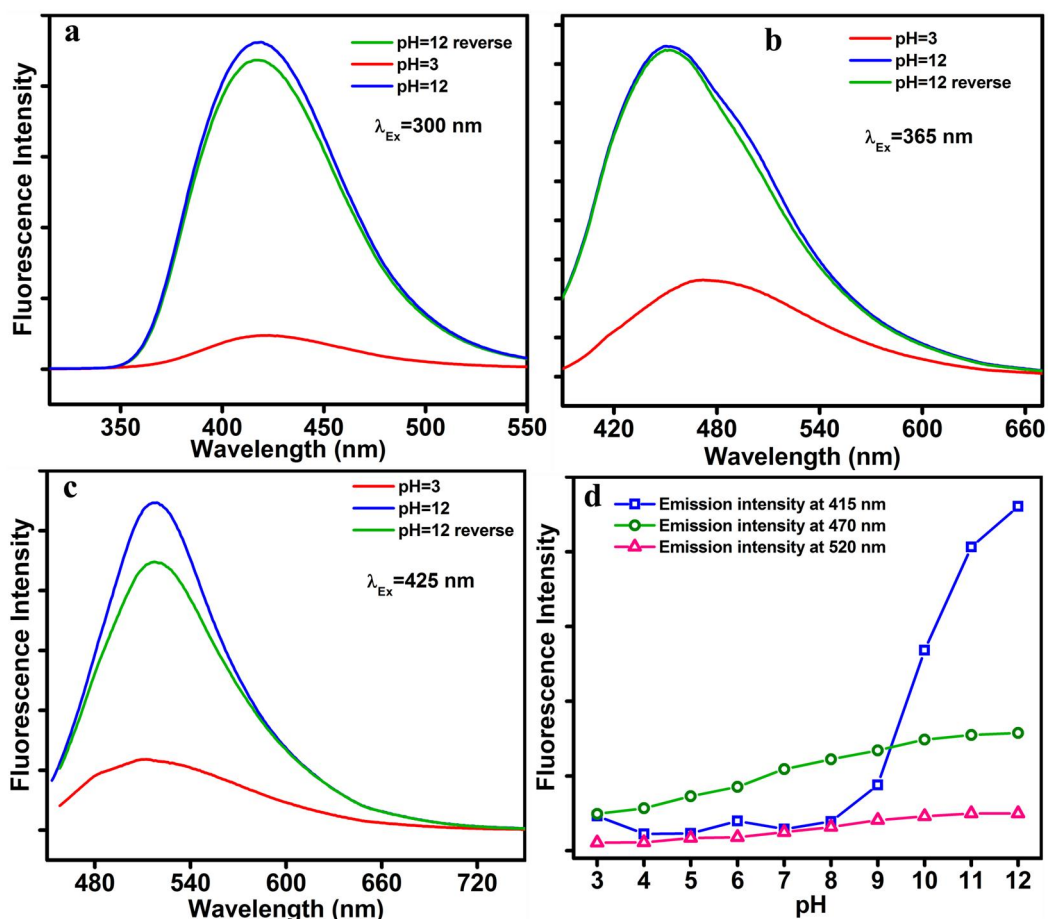 a
pH=12 reverse
pH=3
pH=12
λEx=300 nm
Fluorescence Intensity
350 400 450 500 550
Wavelength (nm)
b
pH=3
pH=12
pH=12 reverse
λEx=365 nm
Fluorescence Intensity
420 480 540 600 660
Wavelength (nm)
c
pH=3
pH=12
pH=12 reverse
λEx=425 nm
Fluorescence Intensity
480 540 600 660 720
Wavelength (nm)
d
Emission intensity at 415 nm
Emission intensity at 470 nm
Emission intensity at 520 nm
Fluorescence Intensity
3 4 5 6 7 8 9 10 11 12
pH